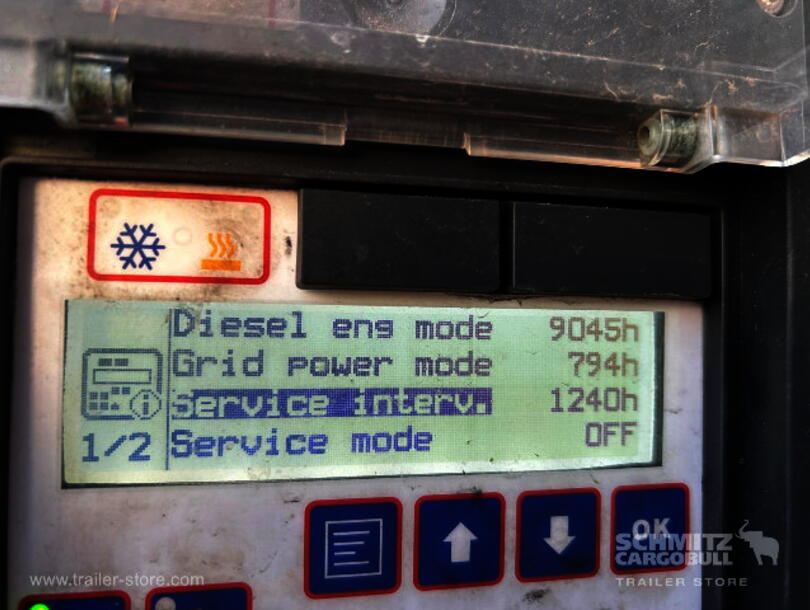 Diesel eng mode 9045h
Grid power mode 794h
Service interv. 1240h
1/2 Service mode OFF
OK
SCHMITZ
CARGOBULL
www.trailer-store.com
TRAILER STORE